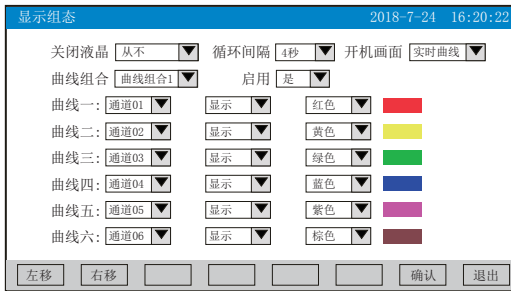 显示组态 2018-7-24 16:20:22
关闭液晶 从不 循环间隔 4秒 开机画面 实时曲线
曲线组合 曲线组合1 启用 是
曲线一: 通道01 显示 红色
曲线二: 通道02 显示 黄色
曲线三: 通道03 显示 绿色
曲线四: 通道04 显示 蓝色
曲线五: 通道05 显示 紫色
曲线六: 通道06 显示 棕色
左移 右移 确认 退出